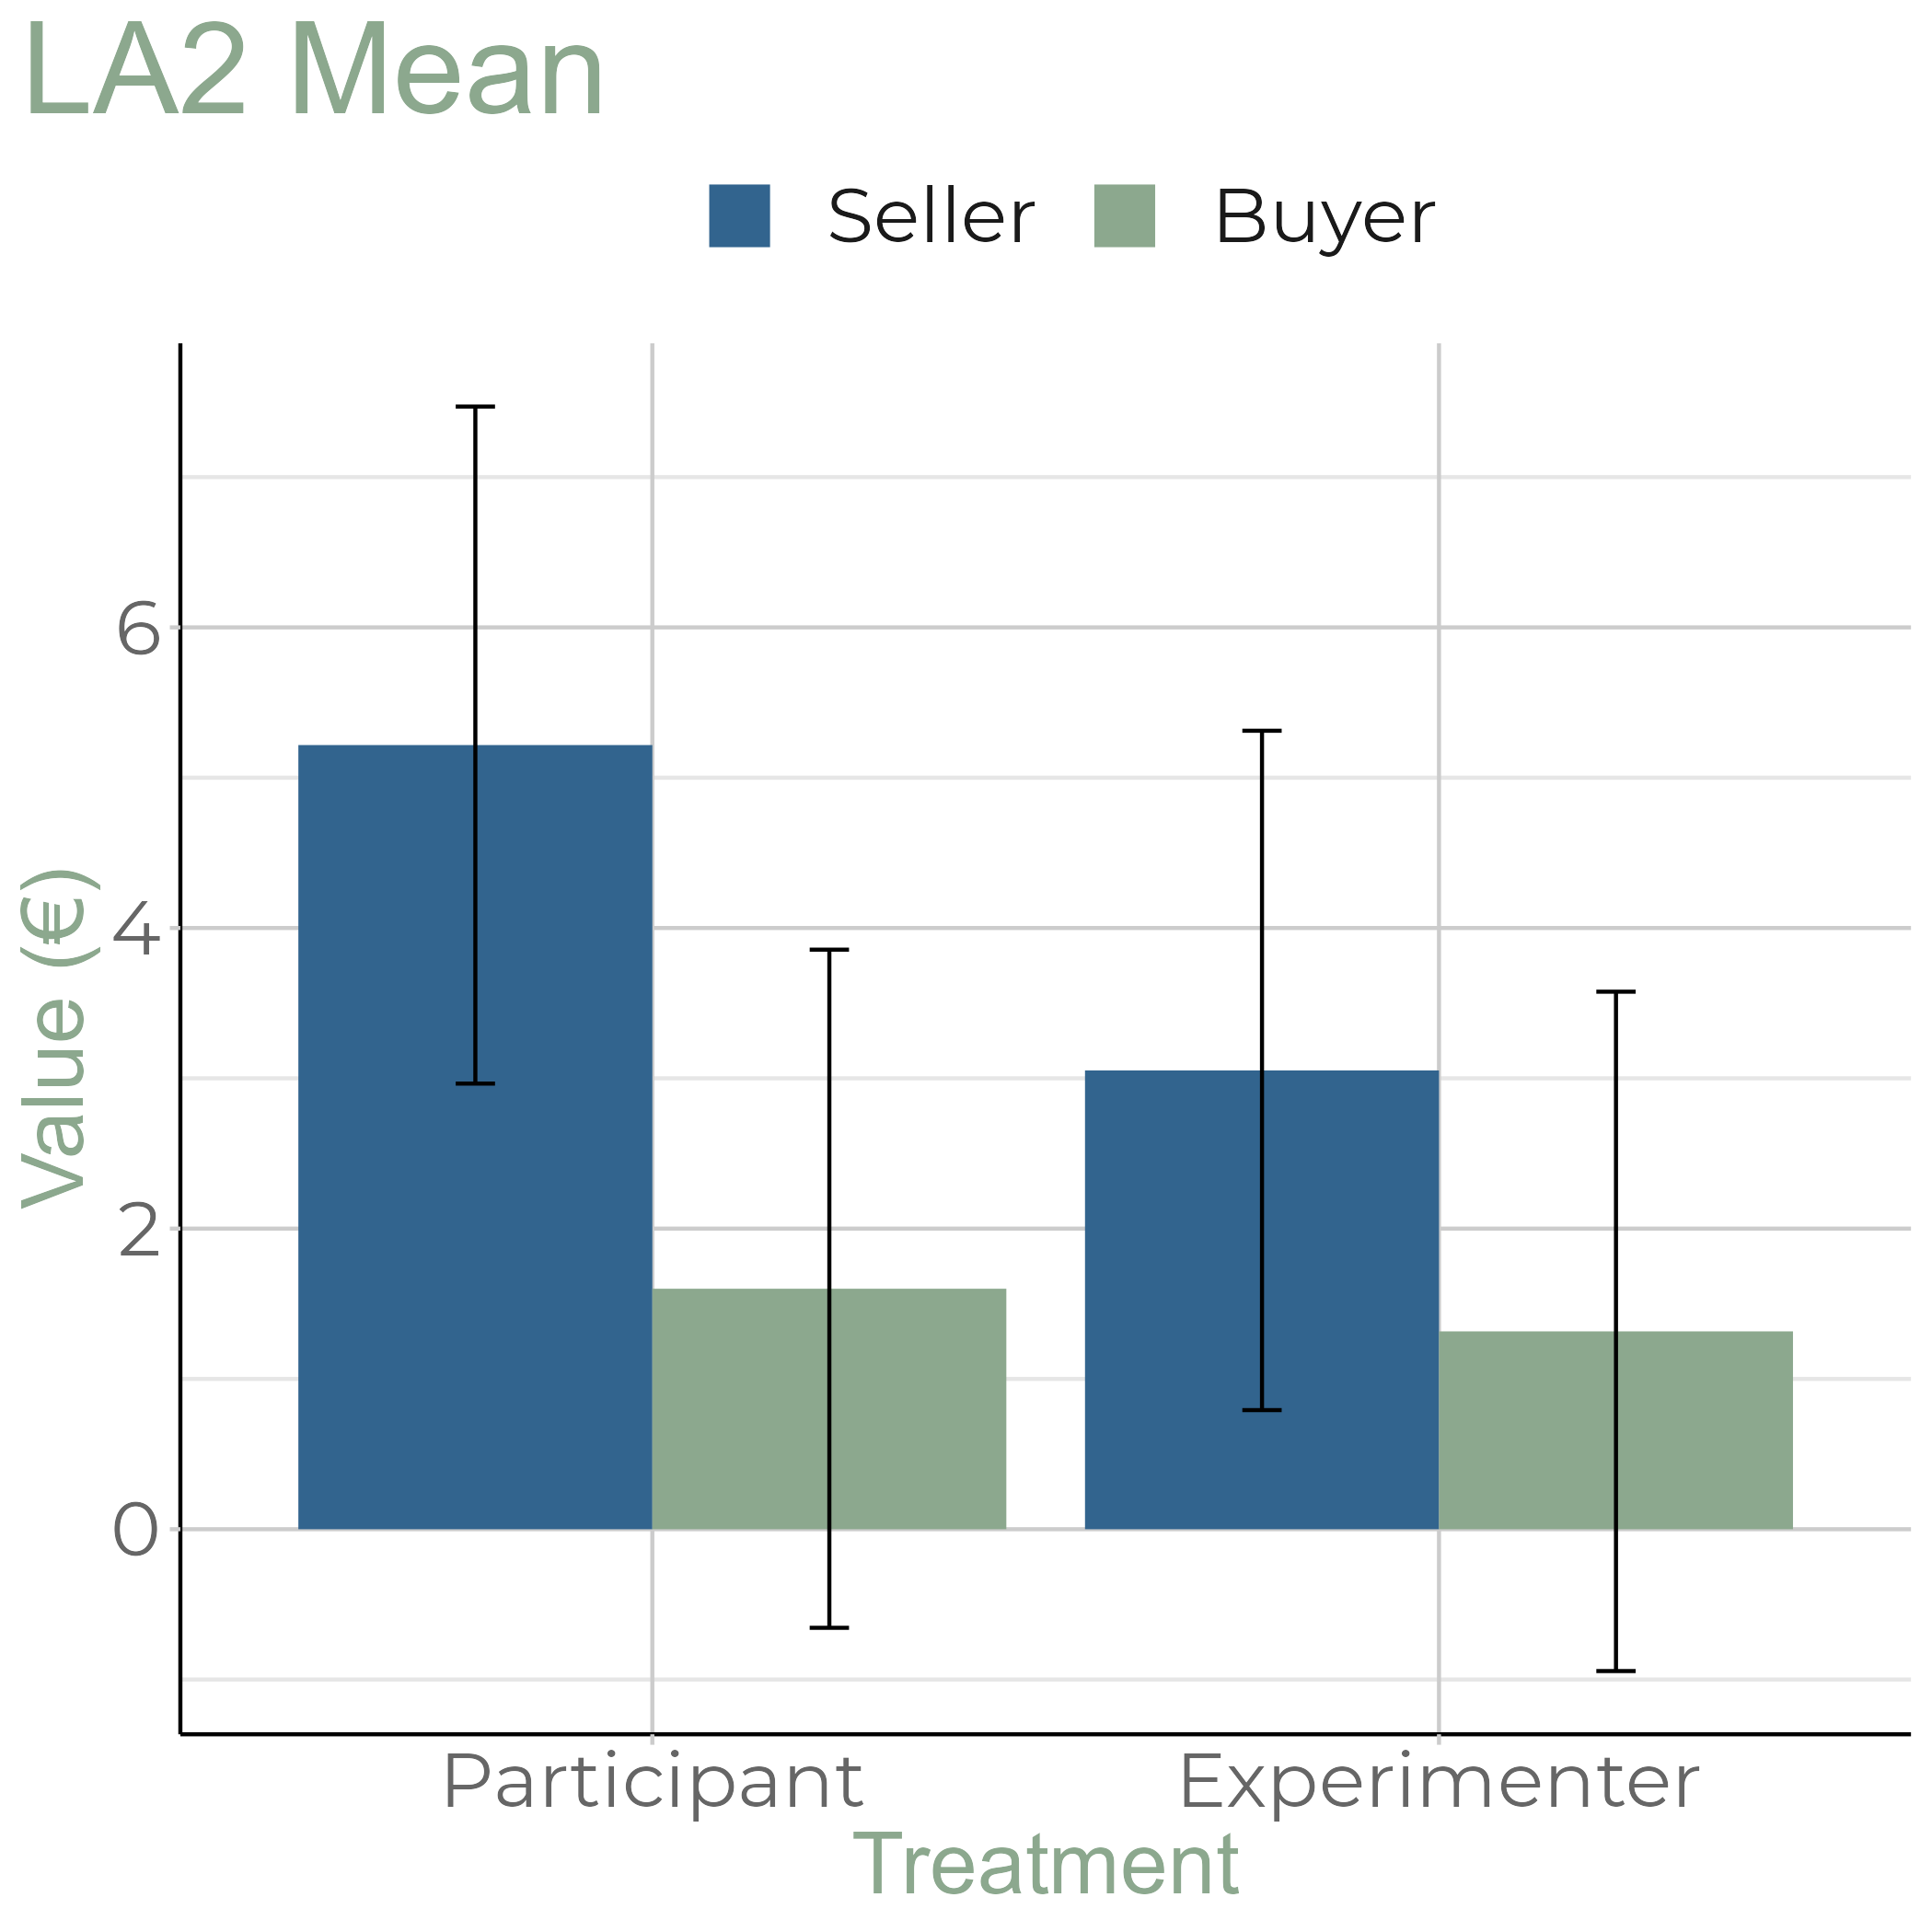 LA2 Mean
Seller Buyer
6
4
2
0
Value (€)
Participant Experimenter
Treatment